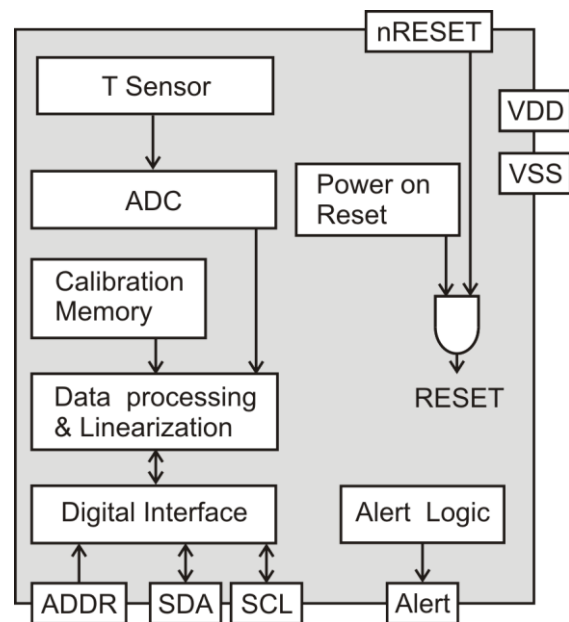 nRESET
T Sensor
VDD
VSS
ADC
Power on
Reset
Calibration
Memory
Data processing
& Linearization
RESET
Digital Interface
Alert Logic
ADDR
SDA
SCL
Alert